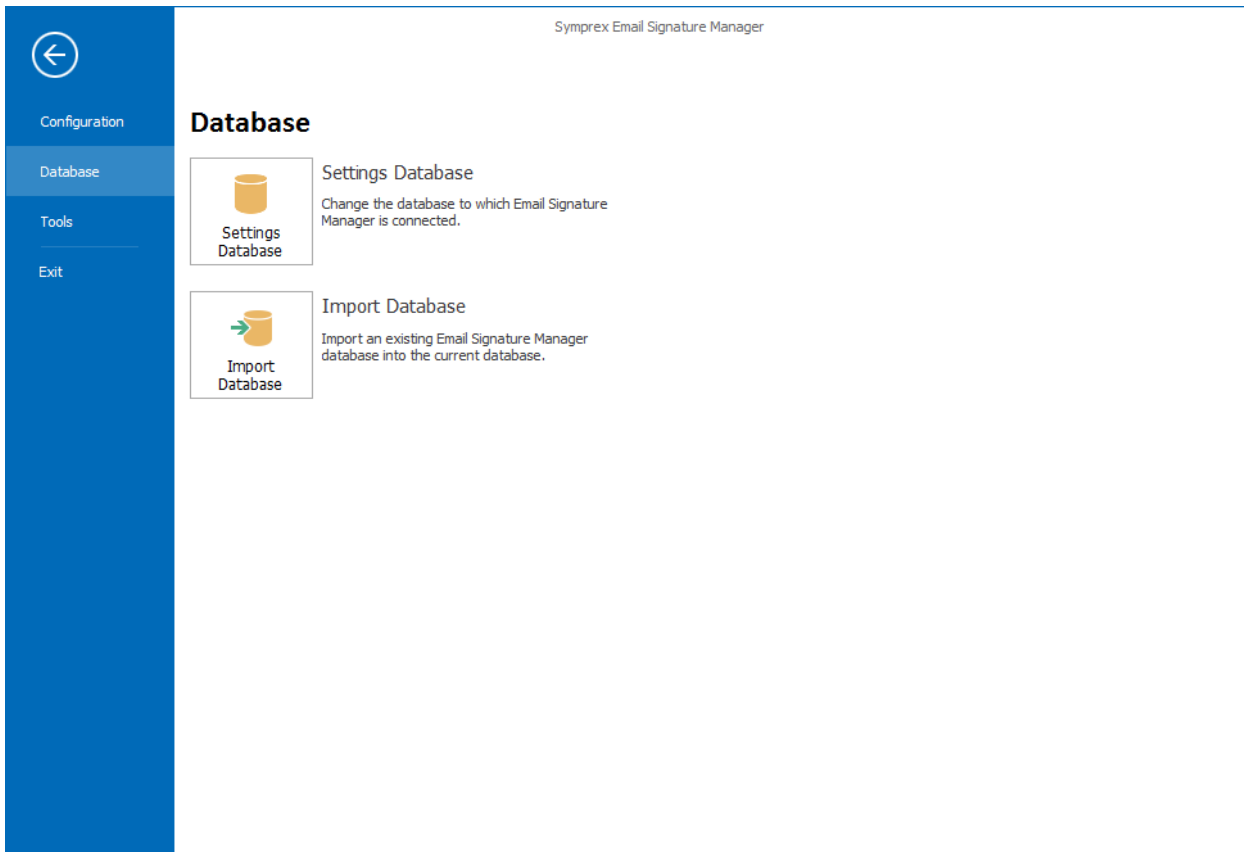 Symprex Email Signature Manager
Configuration
Database
Tools
Exit
Database
Settings
Database
Settings Database
Change the database to which Email Signature
Manager is connected.
Import
Database
Import Database
Import an existing Email Signature Manager
database into the current database.